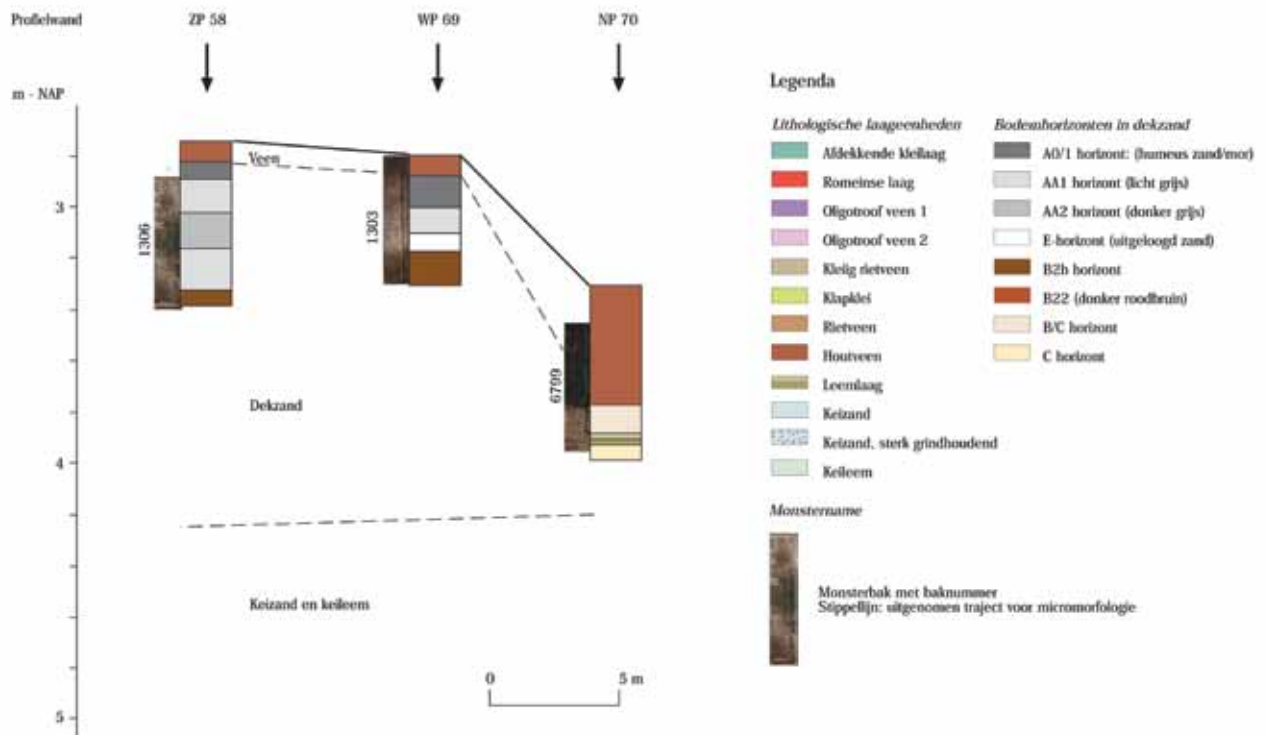 Profielwand ZP 58 WP 69 NP 70
m - NAP
Veen
3
1306
1303
6799
Dekzand
4
Keizand en keileem
0 5 m
5
Legenda
Lithologische laageenheden
Afdekkende kleilaag
Romeinse laag
Oligotroof veen 1
Oligotroof veen 2
Kleiig rietveen
Klapklei
Rietveen
Houtveen
Leemlaag
Keizand
Keizand, sterk grindhoudend
Keileem
Bodemhorizonten in dekzand
A0/1 horizont: (humeus zand/mor)
AA1 horizont (licht grijs)
AA2 horizont (donker grijs)
E-horizont (uitgeloogd zand)
B2h horizont
B22 (donker roodbruin)
B/C horizont
C horizont
Monstername
Monsterbak met baknummer
Stippellijn: uitgenomen traject voor micromorfologie